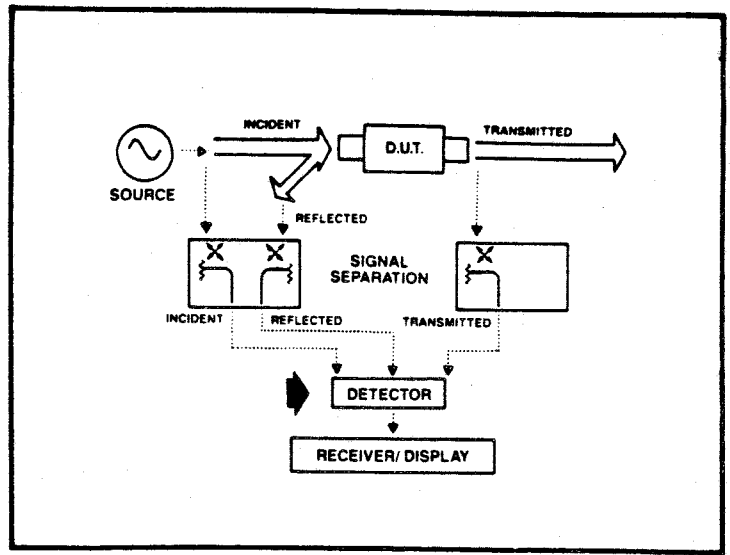 INCIDENT
D.U.T.
TRANSMITTED
SOURCE
REFLECTED
SIGNAL
SEPARATION
INCIDENT
REFLECTED
TRANSMITTED
DETECTOR
RECEIVER/ DISPLAY